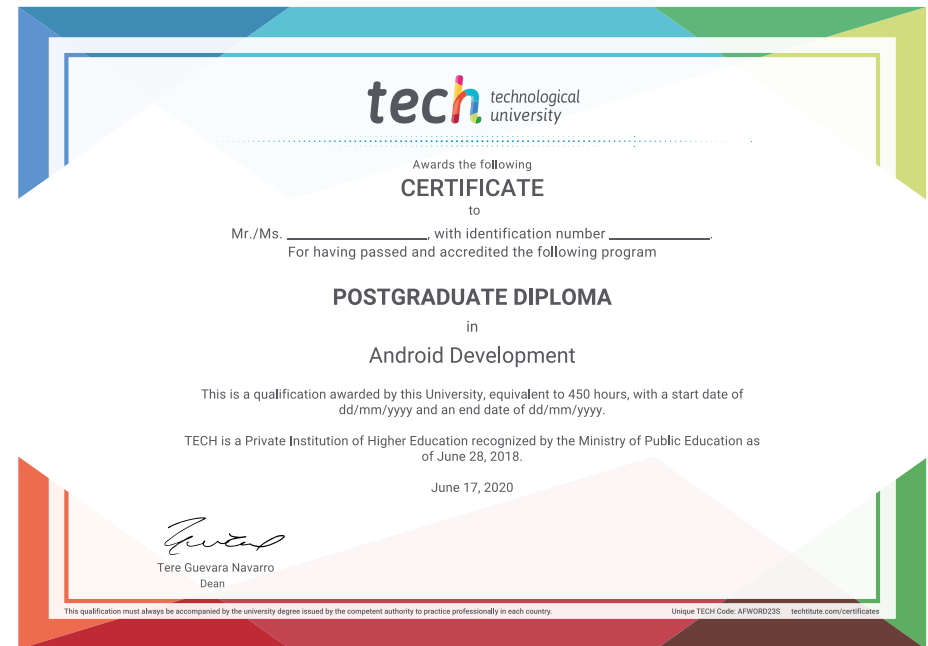 tech technological
university
Awards the following
CERTIFICATE
to
Mr./Ms. ____________________, with identification number ______________.
For having passed and accredited the following program
POSTGRADUATE DIPLOMA
in
Android Development
This is a qualification awarded by this University, equivalent to 450 hours, with a start date of
dd/mm/yyyy and an end date of dd/mm/yyyy.
TECH is a Private Institution of Higher Education recognized by the Ministry of Public Education as
of June 28, 2018.
June 17, 2020
Tere Guevara Navarro
Dean
This qualification must always be accompanied by the university degree issued by the competent authority to practice professionally in each country.
Unique TECH Code: AFWORD23S techtitute.com/certificates